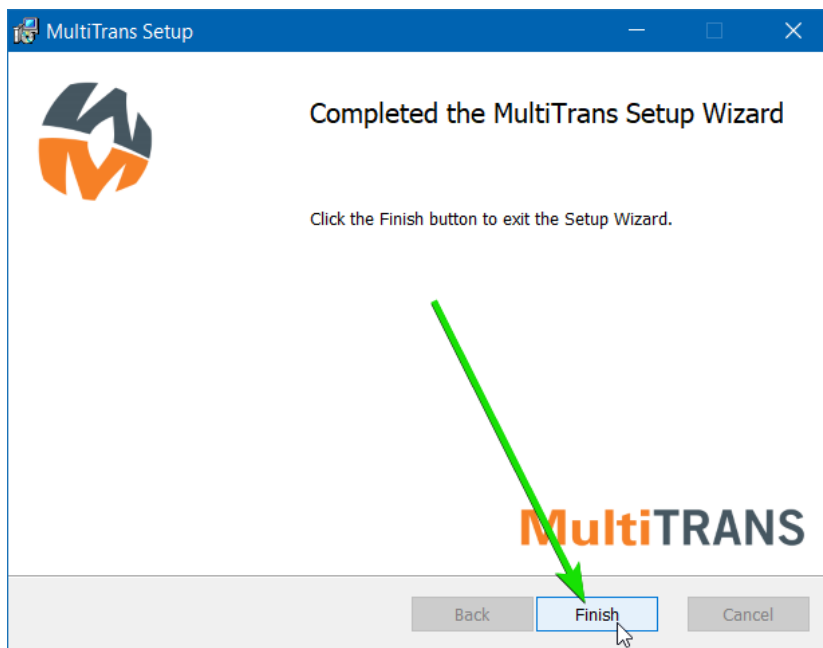 MultiTrans Setup
Completed the MultiTrans Setup Wizard
Click the Finish button to exit the Setup Wizard.
MultiTRANS
Back Finish Cancel